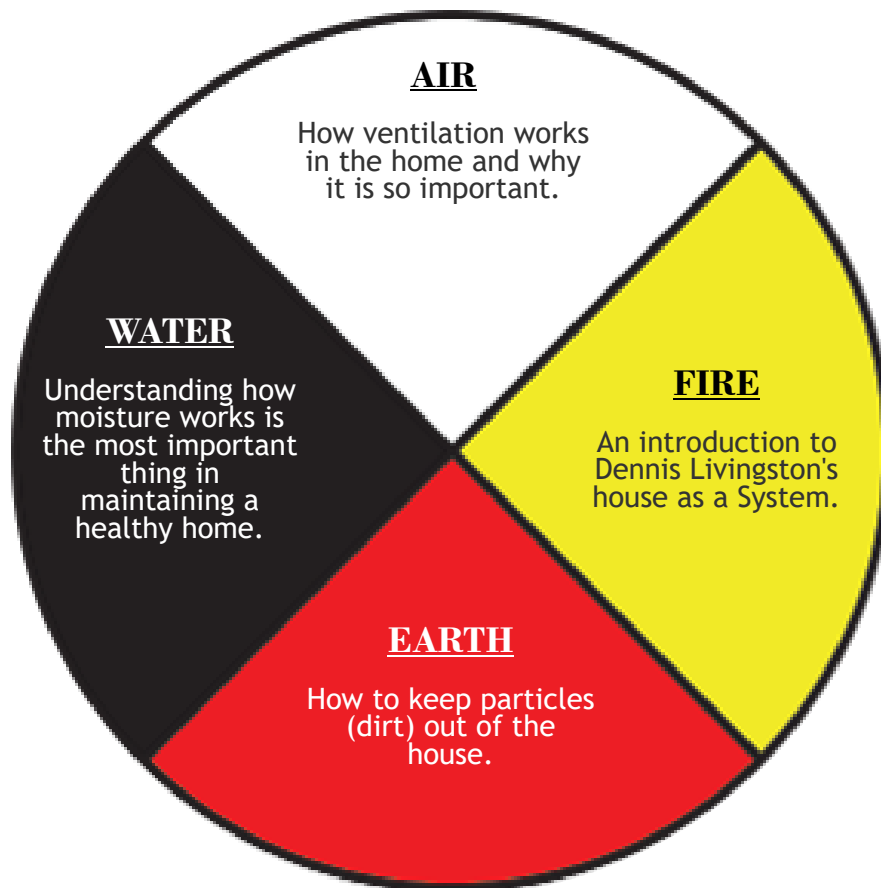 AIR
How ventilation works
in the home and why
it is so important.
WATER
Understanding how
moisture works is
the most important
thing in
maintaining a
healthy home.
FIRE
An introduction to
Dennis Livingston's
house as a System.
EARTH
How to keep particles
(dirt) out of the
house.